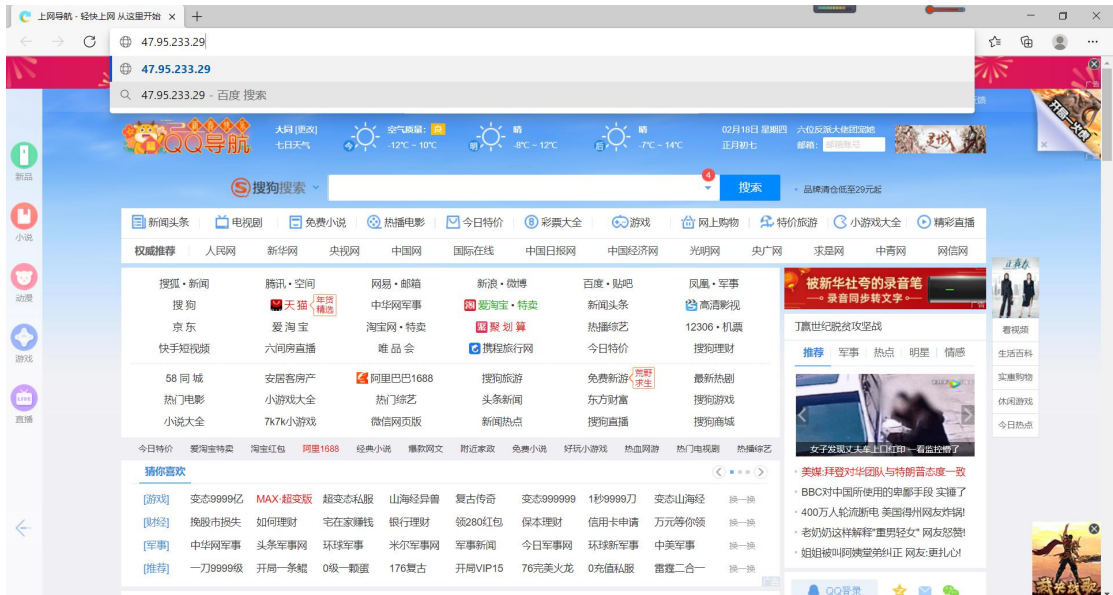 上网导航 - 轻快上网 从这里开始
47.95.233.29
47.95.233.29
47.95.233.29 - 百度 搜索
广告
QQ导航
大同 [更改]
七日天气
今
空气质量: 良
-12℃ ~ 10℃
明
晴
-8℃ ~ 12℃
后
晴
-7℃ ~ 14℃
02月18日 星期四
正月初七
六位反派大佬团宠她
邮箱:
邮箱账号
开局一火箭
新品
小说
动漫
游戏
LIVE
直播
搜狗搜索
4
搜索
· 品牌清仓低至29元起
新闻头条 电视剧 免费小说 热播电影 今日特价 彩票大全 游戏 网上购物 特价旅游 小游戏大全 精彩直播
权威推荐 人民网 新华网 央视网 中国网 国际在线 中国日报网 中国经济网 光明网 央广网 求是网 中青网 网信网
搜狐 • 新闻 腾讯 • 空间 网易 • 邮箱 新浪 • 微博 百度 • 贴吧 凤凰 • 军事
搜 狗 天 猫 年货精选 中华网军事 爱淘宝 • 特卖 新闻头条 高清影视
京 东 爱 淘 宝 淘宝网 • 特卖 聚 划 算 热播综艺 12306 • 机票
快手短视频 六间房直播 唯 品 会 携程旅行网 今日特价 搜狗理财
58 同 城 安居客房产 阿里巴巴1688 搜狗旅游 免费新游 荒野求生 最新热剧
热门电影 小游戏大全 热门综艺 头条新闻 东方财富 搜狗游戏
小说大全 7k7k小游戏 微信网页版 新闻热点 搜狗直播 搜狗商城
今日特价 爱淘宝特卖 淘宝红包 阿里1688 经典小说 爆款网文 附近家政 免费小说 好玩小游戏 热血网游 热门电视剧 热播综艺
猜你喜欢
[游戏] 变态9999亿 MAX·超变版 超变态私服 山海经异兽 复古传奇 变态999999 1秒9999刀 变态山海经 换一换
[财经] 挽股市损失 如何理财 宅在家赚钱 银行理财 领280红包 保本理财 信用卡申请 万元等你领 换一换
[军事] 中华网军事 头条军事网 环球军事 米尔军事网 军事新闻 今日军事网 环球新军事 中美军事 换一换
[推荐] 一刀9999级 开局一条鲲 0级一颗蛋 176复古 开局VIP15 76完美火龙 0充值私服 雷霆二合一 换一换
广告
被新华社夸的录音笔
录音同步转文字
广告
丁赢世纪脱贫攻坚战
推荐 军事 热点 明星 情感
女子发现丈夫车上口红印 一看监控懵了
· 美媒:拜登对华团队与特朗普态度一致
· BBC对中国所使用的卑鄙手段 实锤了
· 400万人轮流断电 美国得州网友炸锅!
· 老奶奶这样解释"重男轻女" 网友怒赞!
· 姐姐被叫阿姨堂弟纠正 网友:更扎心!
QQ登录
看视频
生活百科
实惠购物
休闲游戏
今日热点
裁决战歌